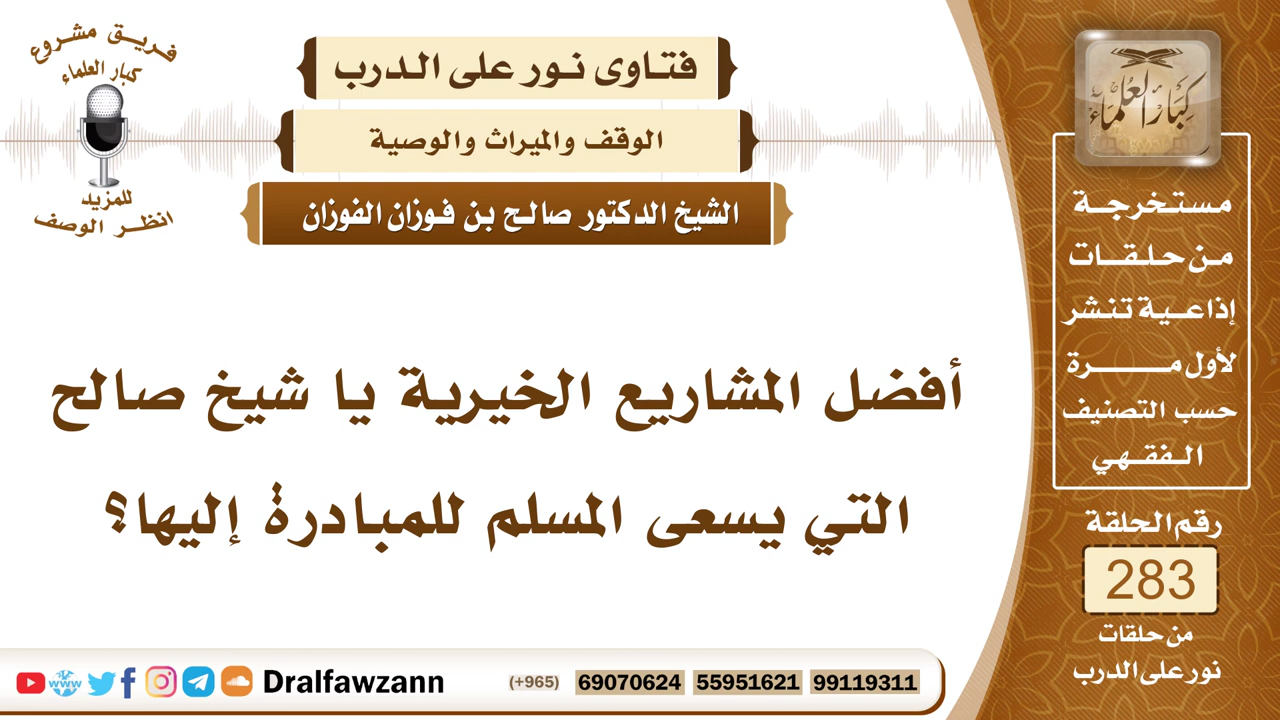 فريق مشروع
كبار العلماء
للمزيد
انظر الوصف
فتاوى نور على الدرب
الوقف والميراث والوصية
الشيخ الدكتور صالح بن فوزان الفوزان
كبار العلماء
مستخرجة
من حلقات
إذاعية تنشر
لأول مرة
حسب التصنيف
الفقهي
رقم الحلقة
283
من حلقات
نور على الدرب
أفضل المشاريع الخيرية يا شيخ صالح
التي يسعى المسلم للمبادرة إليها؟
www Dralfawzann (+965) 69070624 55951621 99119311